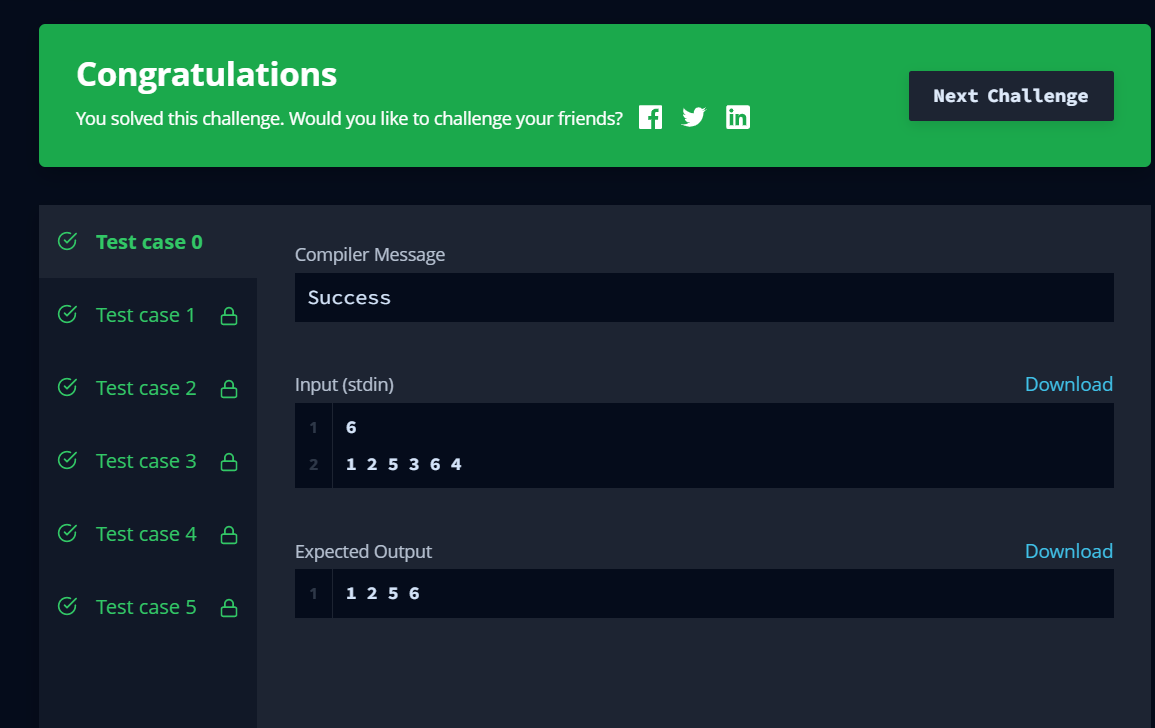 Congratulations
You solved this challenge. Would you like to challenge your friends?
Next Challenge
Test case 0
Test case 1
Test case 2
Test case 3
Test case 4
Test case 5
Compiler Message
Success
Input (stdin)
Download
1 6
2 1 2 5 3 6 4
Expected Output
Download
1 1 2 5 6